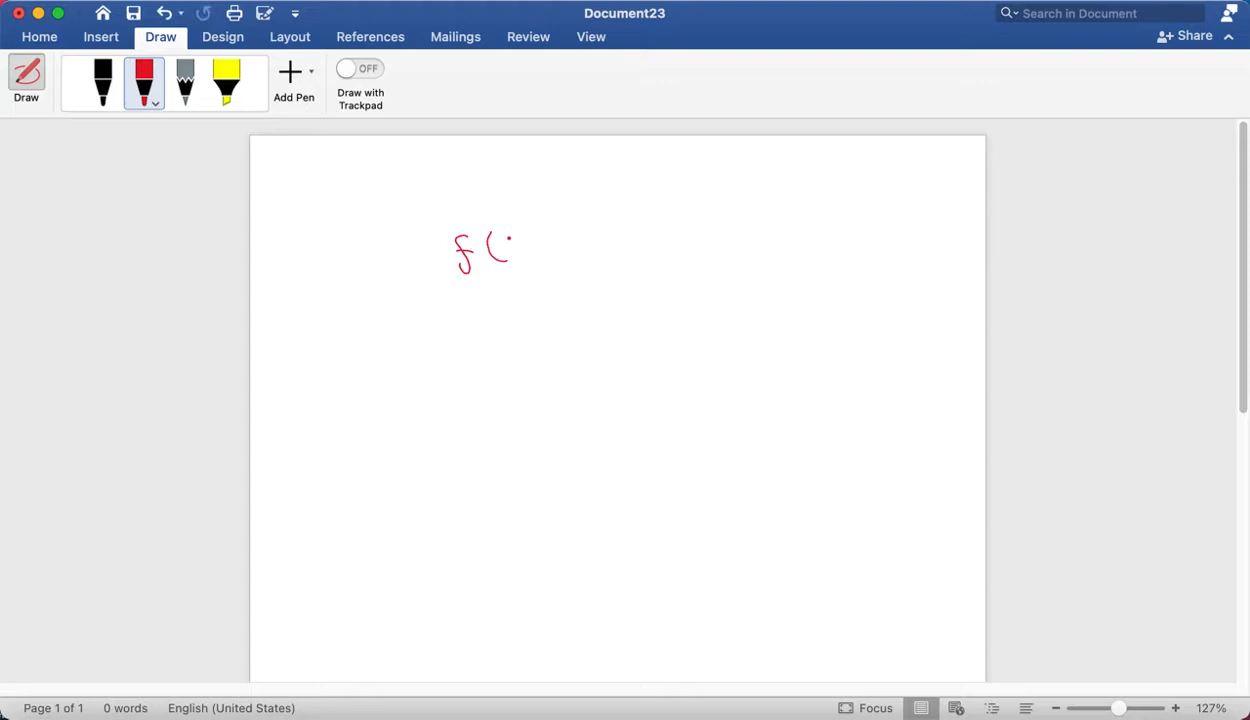 Document23
Search in Document
Home Insert Draw Design Layout References Mailings Review View Share
OFF
Draw Add Pen Draw with
Trackpad
f (
Page 1 of 1 0 words English (United States) Focus 127%